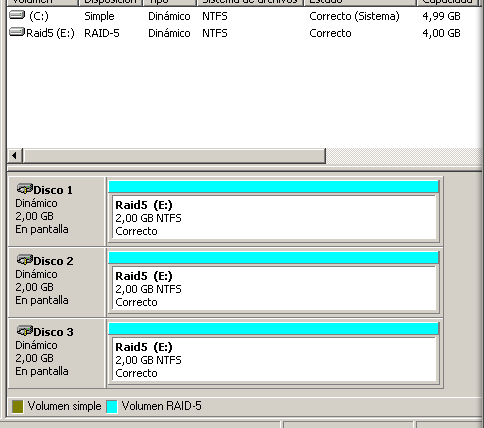 Volumen Disposición Tipo Sistema de archivos Estado Capacidad
(C:) Simple Dinámico NTFS Correcto (Sistema) 4,99 GB
Raid5 (E:) RAID-5 Dinámico NTFS Correcto 4,00 GB
Disco 1
Dinámico
2,00 GB
En pantalla
Raid5 (E:)
2,00 GB NTFS
Correcto
Disco 2
Dinámico
2,00 GB
En pantalla
Raid5 (E:)
2,00 GB NTFS
Correcto
Disco 3
Dinámico
2,00 GB
En pantalla
Raid5 (E:)
2,00 GB NTFS
Correcto
Volumen simple Volumen RAID-5